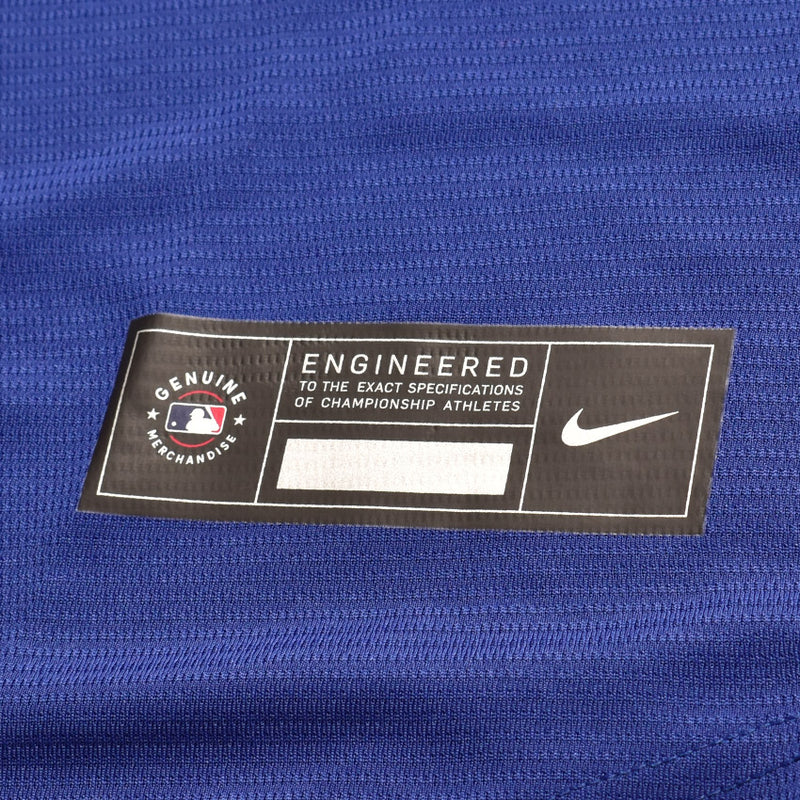 GENUINE
MERCHANDISE
ENGINEERED
TO THE EXACT SPECIFICATIONS
OF CHAMPIONSHIP ATHLETES